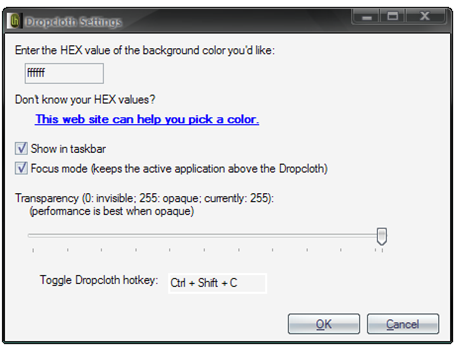 Dropcloth Settings
Enter the HEX value of the background color you'd like:
ffffff
Don't know your HEX values?
This web site can help you pick a color.
Show in taskbar
Focus mode (keeps the active application above the Dropcloth)
Transparency (0: invisible; 255: opaque; currently: 255):
(performance is best when opaque)
Toggle Dropcloth hotkey: Ctrl + Shift + C
OK Cancel